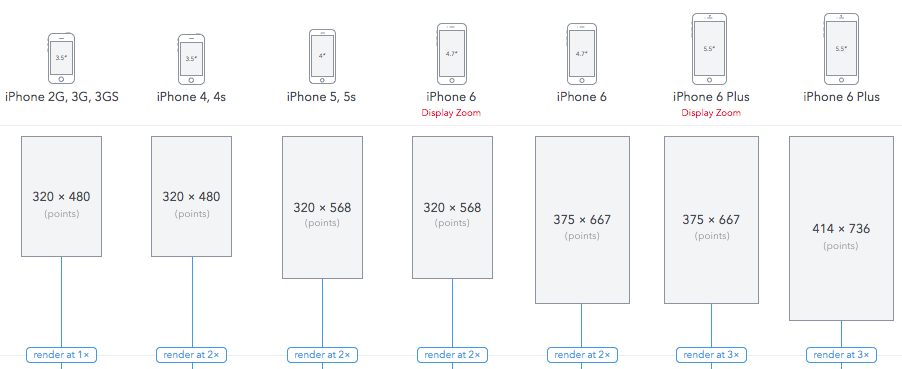 3.5"
3.5"
4"
4.7"
4.7"
5.5"
5.5"
iPhone 2G, 3G, 3GS
iPhone 4, 4s
iPhone 5, 5s
iPhone 6
Display Zoom
iPhone 6
iPhone 6 Plus
Display Zoom
iPhone 6 Plus
320 × 480
(points)
320 × 480
(points)
320 × 568
(points)
320 × 568
(points)
375 × 667
(points)
375 × 667
(points)
414 × 736
(points)
render at 1×
render at 2×
render at 2×
render at 2×
render at 2×
render at 3×
render at 3×